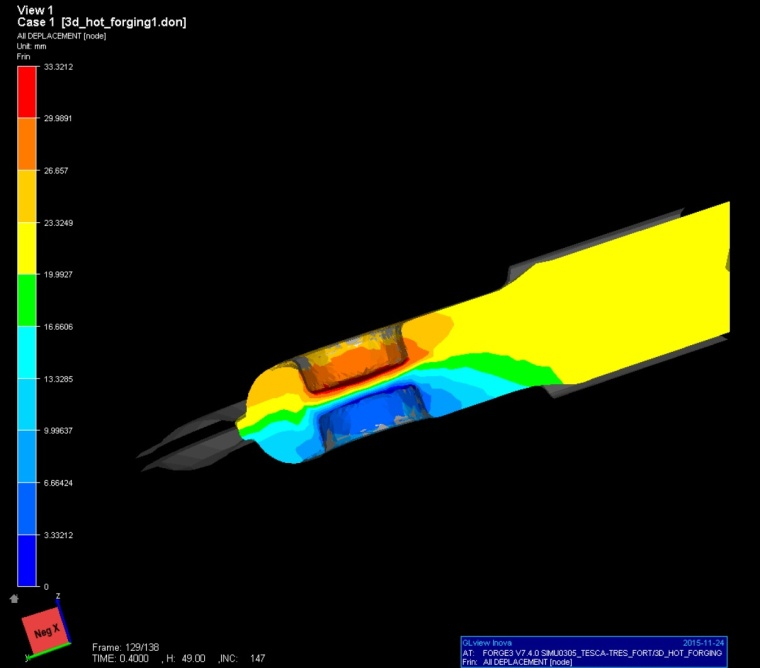 View 1
Case 1 [3d_hot_forging1.don]
All DEPLACEMENT [node]
Unit: mm
Frin
33.3212
29.9891
26.657
23.3249
19.9927
16.6606
13.3285
9.99637
6.66424
3.33212
0
Z
Neg X
Y
Frame: 129/138
TIME: 0.4000 , H: 49.00 ,INC: 147
GLview Inova 2015-11-24
AT: FORGE3 V7.4.0 SIMU0305_TESCA-TRES_FORT/3D_HOT_FORGING
Frin: All DEPLACEMENT [node]